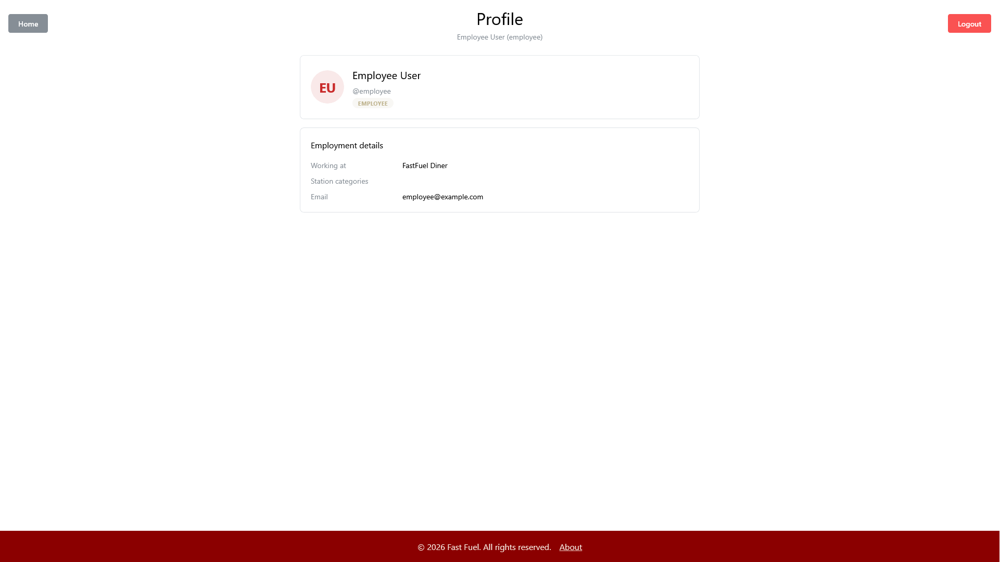 Home
Profile
Employee User (employee)
Logout
EU
Employee User
@employee
EMPLOYEE
Employment details
Working at FastFuel Diner
Station categories
Email employee@example.com
© 2026 Fast Fuel. All rights reserved. About